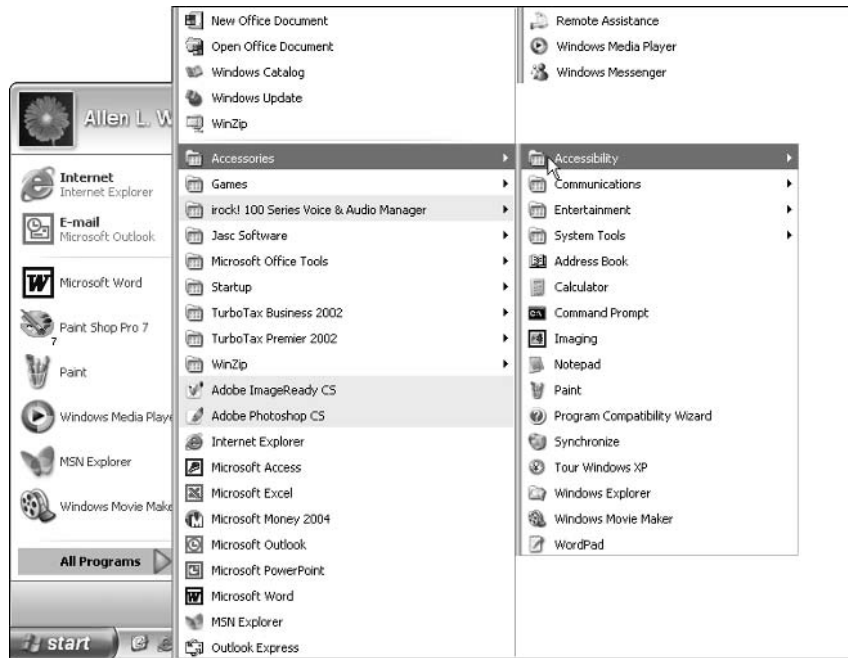 Allen L. W
Internet
Internet Explorer
E-mail
Microsoft Outlook
Microsoft Word
Paint Shop Pro 7
7
Paint
Windows Media Playe
MSN Explorer
Windows Movie Make
All Programs
start
New Office Document
Open Office Document
Windows Catalog
Windows Update
WinZip
Accessories
Games
irock! 100 Series Voice & Audio Manager
Jasc Software
Microsoft Office Tools
Startup
TurboTax Business 2002
TurboTax Premier 2002
WinZip
Adobe ImageReady CS
Adobe Photoshop CS
Internet Explorer
Microsoft Access
Microsoft Excel
Microsoft Money 2004
Microsoft Outlook
Microsoft PowerPoint
Microsoft Word
MSN Explorer
Outlook Express
Remote Assistance
Windows Media Player
Windows Messenger
Accessibility
Communications
Entertainment
System Tools
Address Book
Calculator
Command Prompt
Imaging
Notepad
Paint
Program Compatibility Wizard
Synchronize
Tour Windows XP
Windows Explorer
Windows Movie Maker
WordPad